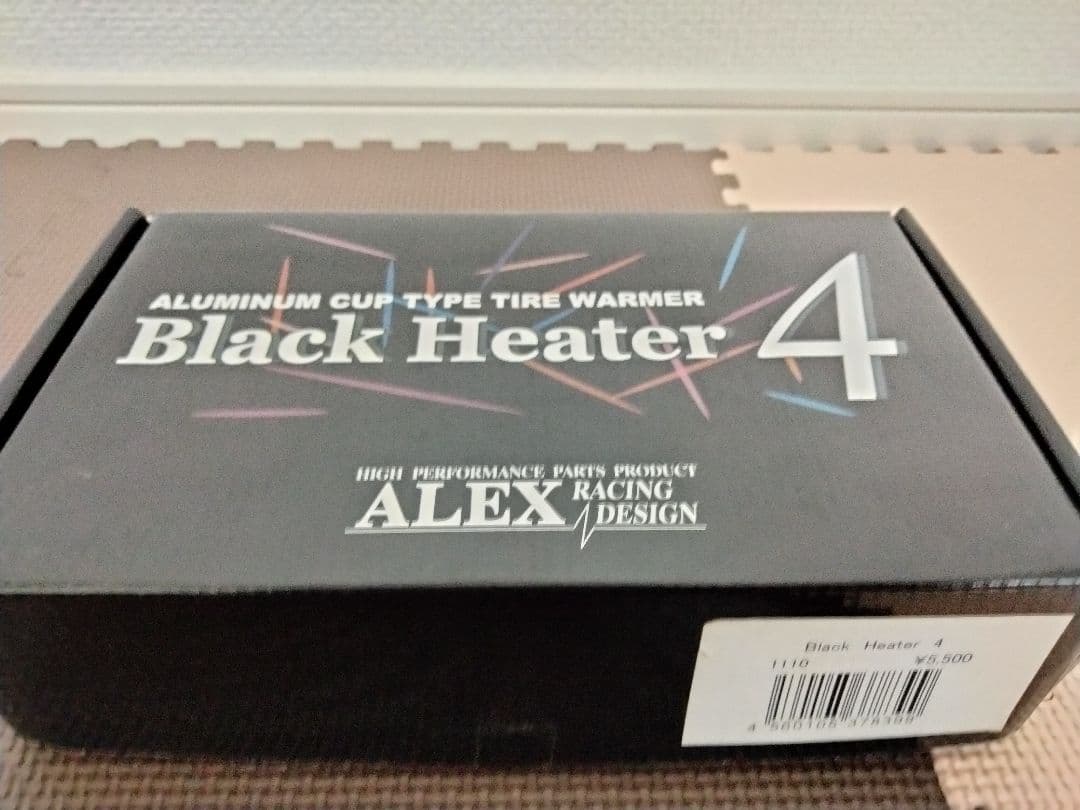 ALUMINUM CUP TYPE TIRE WARMER
Black Heater 4
HIGH PERFORMANCE PARTS PRODUCT
ALEX RACING DESIGN
Black Heater 4
1110 ¥5,500